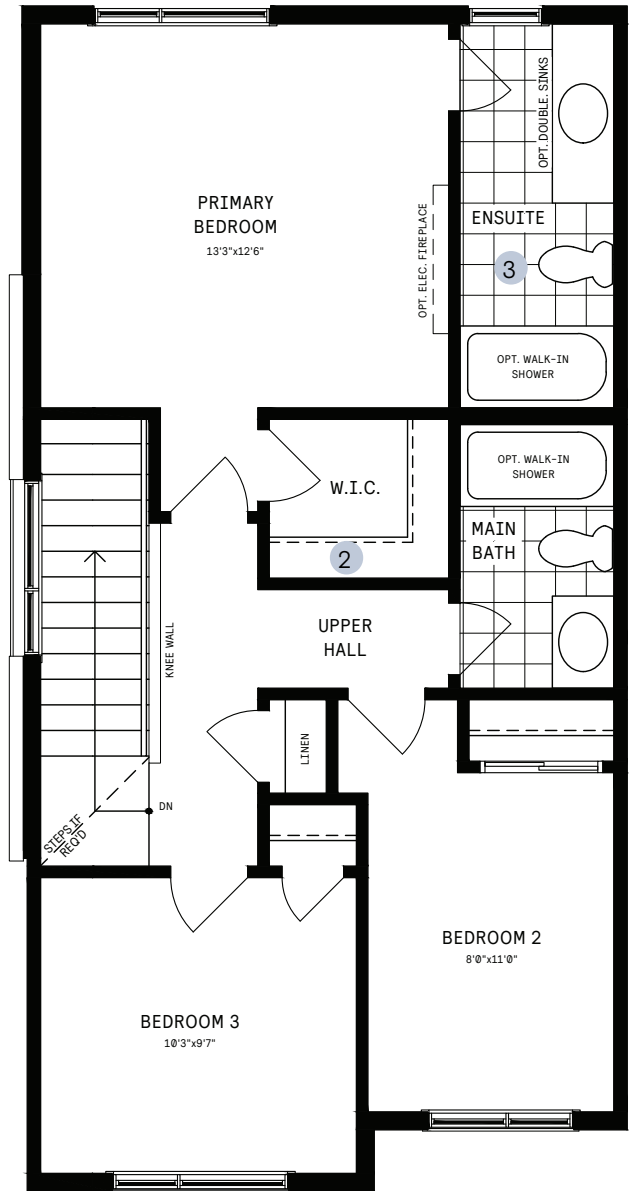 OPT. DOUBLE. SINKS
PRIMARY
BEDROOM
13'3"x12'6"
OPT. ELEC. FIREPLACE
ENSUITE
3
OPT. WALK-IN
SHOWER
OPT. WALK-IN
SHOWER
W.I.C.
2
MAIN
BATH
UPPER
HALL
KNEE WALL
LINEN
DN
STEPS IF
REQ'D
BEDROOM 2
8'0"x11'0"
BEDROOM 3
10'3"x9'7"